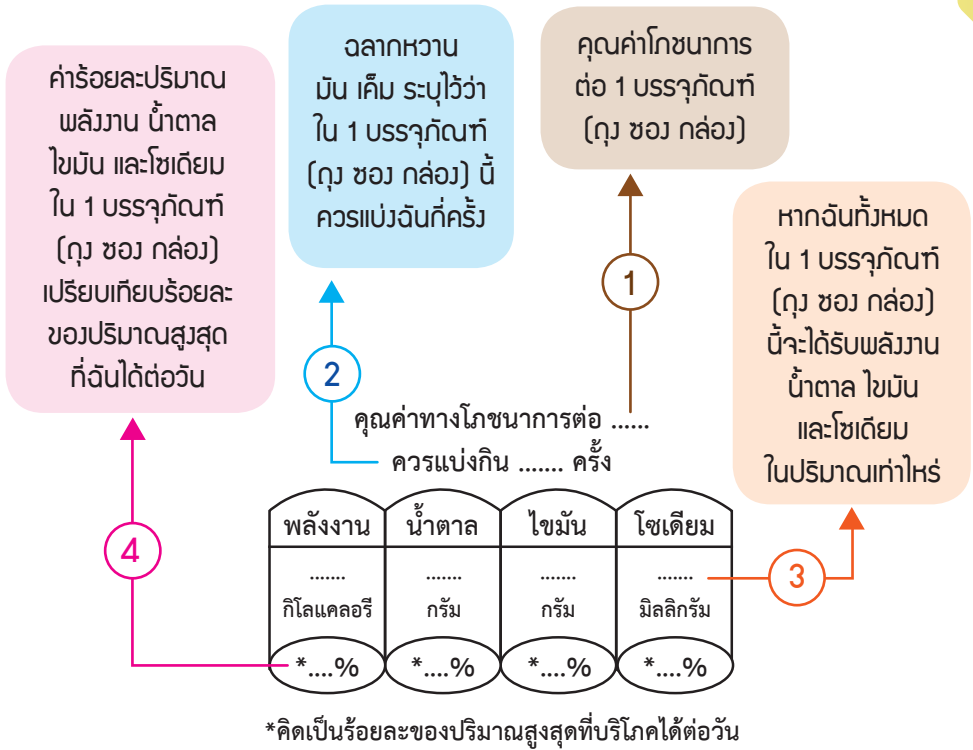 ค่าร้อยละปริมาณ
พลังงาน น้ำตาล
ไขมัน และโซเดียม
ใน 1 บรรจุภัณฑ์
(ถุง ซอง กล่อง)
เปรียบเทียบร้อยละ
ของปริมาณสูงสุด
ที่ฉันได้ต่อวัน
ฉลากหวาน
มัน เค็ม ระบุไว้ว่า
ใน 1 บรรจุภัณฑ์
(ถุง ซอง กล่อง) นี้
ควรแบ่งฉันกี่ครั้ง
คุณค่าโภชนาการ
ต่อ 1 บรรจุภัณฑ์
(ถุง ซอง กล่อง)
หากฉันทั้งหมด
ใน 1 บรรจุภัณฑ์
(ถุง ซอง กล่อง)
นี้จะได้รับพลังงาน
น้ำตาล ไขมัน
และโซเดียม
ในปริมาณเท่าไหร่
1
2
3
4
คุณค่าทางโภชนาการต่อ ......
ควรแบ่งกิน ....... ครั้ง
พลังงาน น้ำตาล ไขมัน โซเดียม
....... ....... ....... .......
กิโลแคลอรี กรัม กรัม มิลลิกรัม
*....% *....% *....% *....%
*คิดเป็นร้อยละของปริมาณสูงสุดที่บริโภคได้ต่อวัน